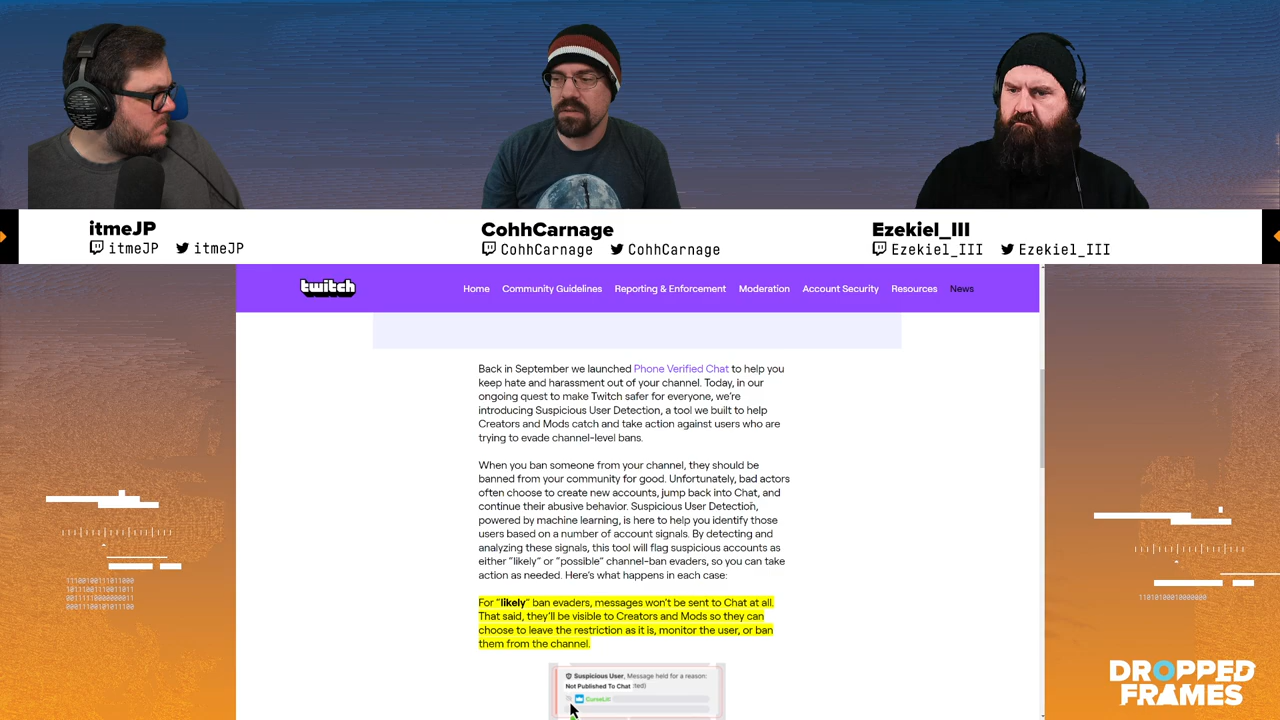 itmeJP
itmeJP itmeJP
CohhCarnage
CohhCarnage CohhCarnage
Ezekiel_III
Ezekiel_III Ezekiel_III
twitch
Home Community Guidelines Reporting & Enforcement Moderation Account Security Resources News
Back in September we launched Phone Verified Chat to help you
keep hate and harassment out of your channel. Today, in our
ongoing quest to make Twitch safer for everyone, we're
introducing Suspicious User Detection, a tool we built to help
Creators and Mods catch and take action against users who are
trying to evade channel-level bans.
When you ban someone from your channel, they should be
banned from your community for good. Unfortunately, bad actors
often choose to create new accounts, jump back into Chat, and
continue their abusive behavior. Suspicious User Detection,
powered by machine learning, is here to help you identify those
users based on a number of account signals. By detecting and
analyzing these signals, this tool will flag suspicious accounts as
either "likely" or "possible" channel-ban evaders, so you can take
action as needed. Here's what happens in each case:
For "likely" ban evaders, messages won't be sent to Chat at all.
That said, they'll be visible to Creators and Mods so they can
choose to leave the restriction as it is, monitor the user, or ban
them from the channel.
Suspicious User, Message held for a reason:
Not Published To Chat
DROPPED
FRAMES